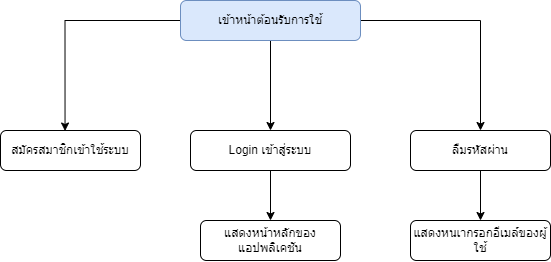 เข้าหน้าต้อนรับการใช้
สมัครสมาชิกเข้าใช้ระบบ
Login เข้าสู่ระบบ
ลืมรหัสผ่าน
แสดงหน้าหลักของ
แอปพลิเคชัน
แสดงหนเากรอกอีเมล์ของผู้
ใช้